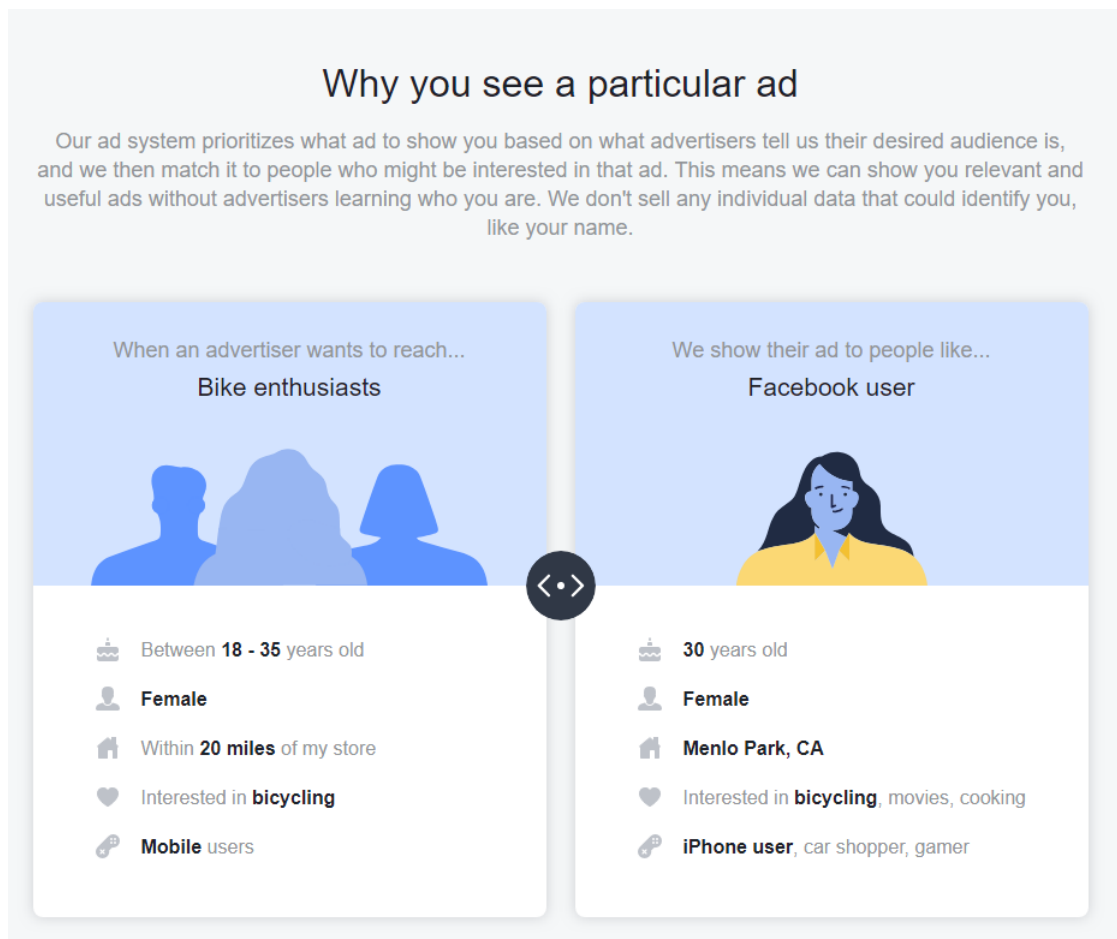 Why you see a particular ad
Our ad system prioritizes what ad to show you based on what advertisers tell us their desired audience is,
and we then match it to people who might be interested in that ad. This means we can show you relevant and
useful ads without advertisers learning who you are. We don't sell any individual data that could identify you,
like your name.
When an advertiser wants to reach...
Bike enthusiasts
Between 18 - 35 years old
Female
Within 20 miles of my store
Interested in bicycling
Mobile users
We show their ad to people like...
Facebook user
30 years old
Female
Menlo Park, CA
Interested in bicycling, movies, cooking
iPhone user, car shopper, gamer